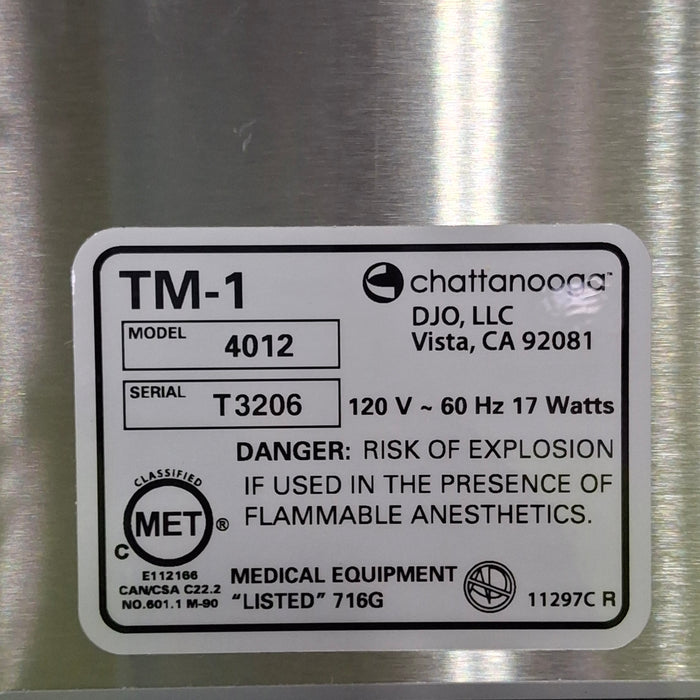 TM-1
chattanooga™
DJO, LLC
Vista, CA 92081
MODEL 4012
SERIAL T3206
120 V ~ 60 Hz 17 Watts
DANGER: RISK OF EXPLOSION
IF USED IN THE PRESENCE OF
FLAMMABLE ANESTHETICS.
CLASSIFIED
MET ®
C
E112166
CAN/CSA C22.2
NO.601.1 M-90
MEDICAL EQUIPMENT
"LISTED" 716G
11297C R